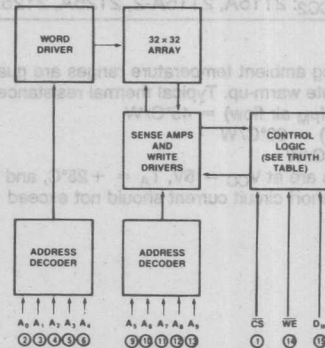 WORD
DRIVER
32 × 32
ARRAY
SENSE AMPS
AND
WRITE
DRIVERS
CONTROL
LOGIC
(SEE TRUTH
TABLE)
ADDRESS
DECODER
ADDRESS
DECODER
A0 A1 A2 A3 A4
2 3 4 5 6
A5 A6 A7 A8 A9
9 10 11 12 13
CS WE
1 14 15